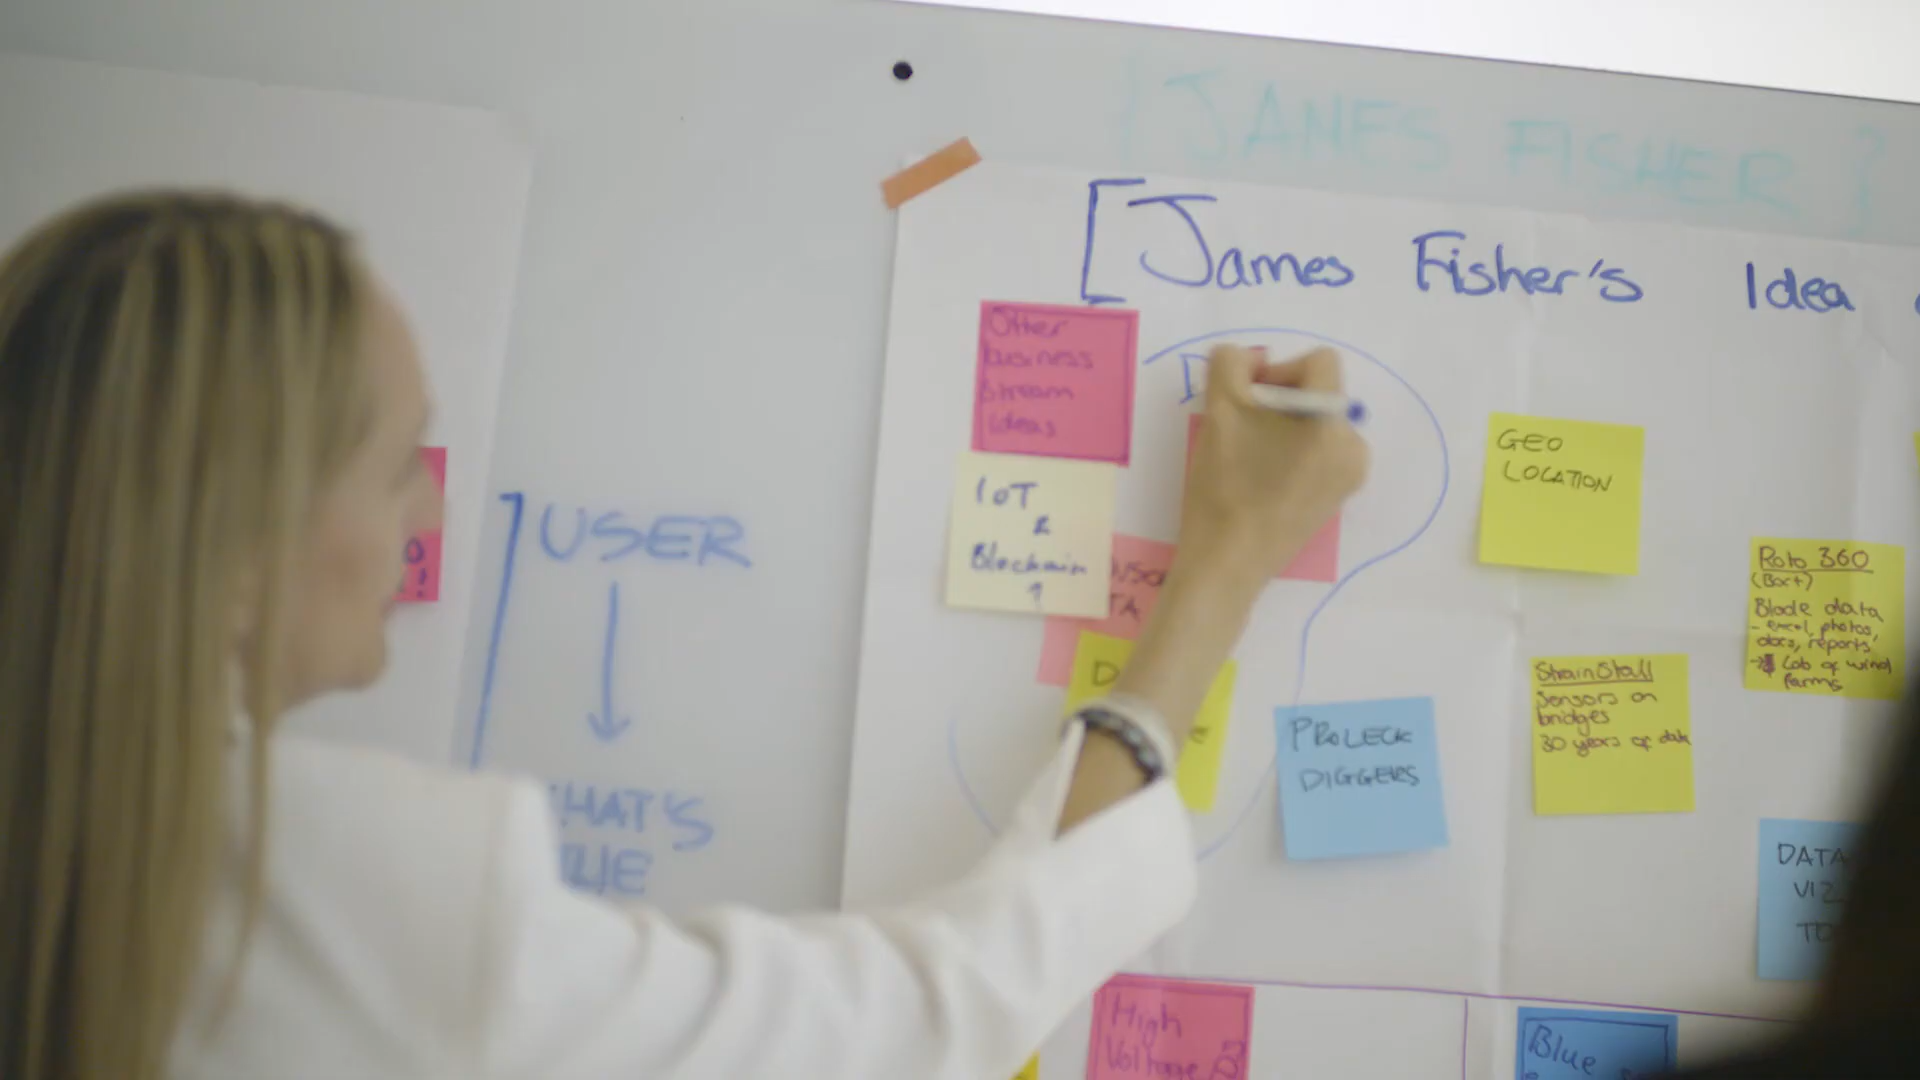 {JAMES FISHER}
[James Fisher's Idea
Other
business
Stream
ideas
IoT
&
Blockchain
?
GEO
LOCATION
Roto 360
(Boxt)
Blade data
- excel, photos,
docs, reports
→ Lob of wind
farms
StrainStall
Sensors on
bridges
30 years of data
PROLECK
DIGGERS
DATA
VIZ
High
Voltage
Blue
USER